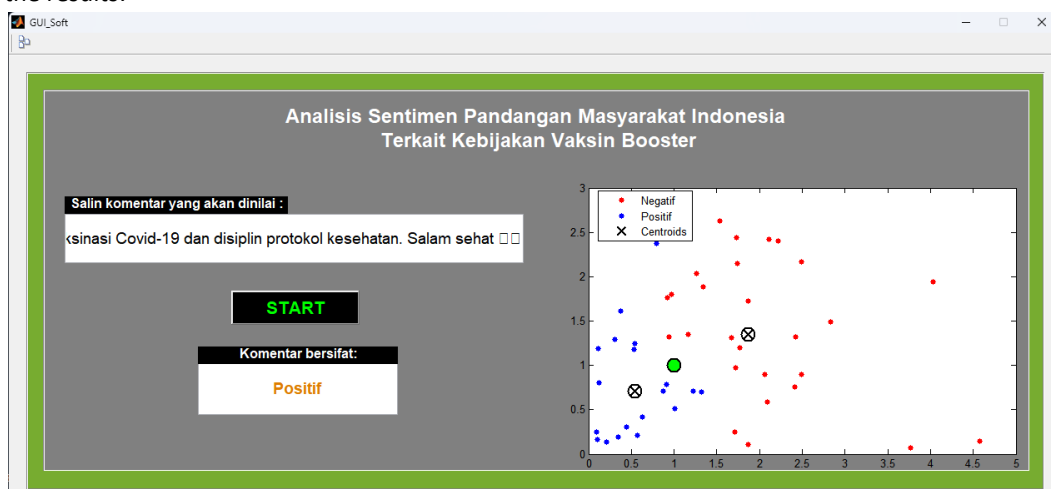 the results.
GUI_Soft
Analisis Sentimen Pandangan Masyarakat Indonesia
Terkait Kebijakan Vaksin Booster
Salin komentar yang akan dinilai :
ksinasi Covid-19 dan disiplin protokol kesehatan. Salam sehat □□
START
Komentar bersifat:
Positif
Negatif
Positif
Centroids
3
2.5
2
1.5
1
0.5
0
0 0.5 1 1.5 2 2.5 3 3.5 4 4.5 5